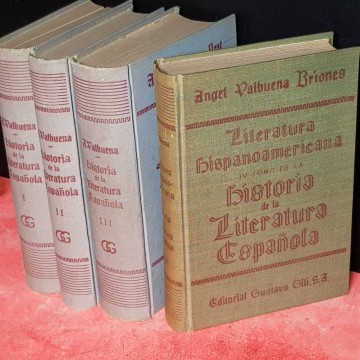 A Valbuena
Historia
de la
Literatura
Española
I
GG
A Valbuena
Historia
de la
Literatura
Española
II
GG
A Valbuena
Historia
de la
Literatura
Española
III
GG
Angel Valbuena Briones
Literatura
hispanoamericana
IV TOMO DE LA
Historia
de la
Literatura
Española
Editorial Gustavo Gili, S.A.